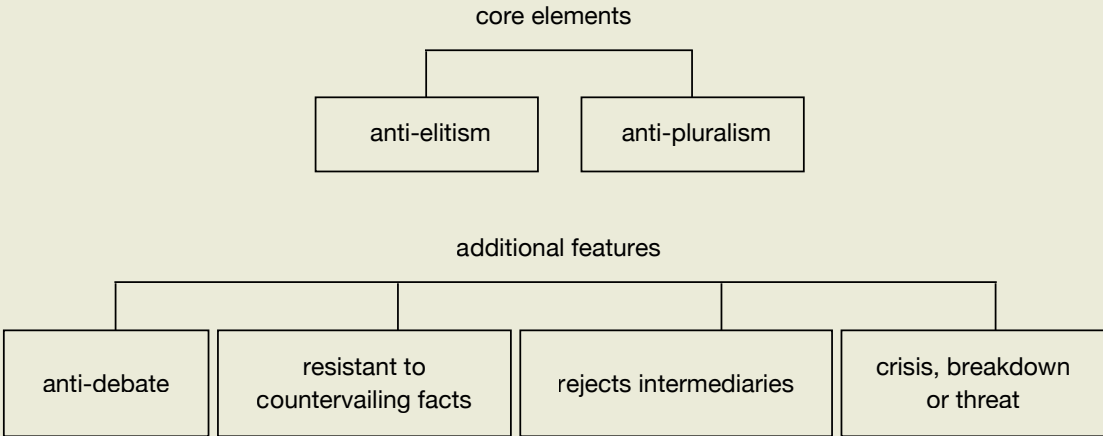 core elements
anti-elitism
anti-pluralism
additional features
anti-debate
resistant to
countervailing facts
rejects intermediaries
crisis, breakdown
or threat